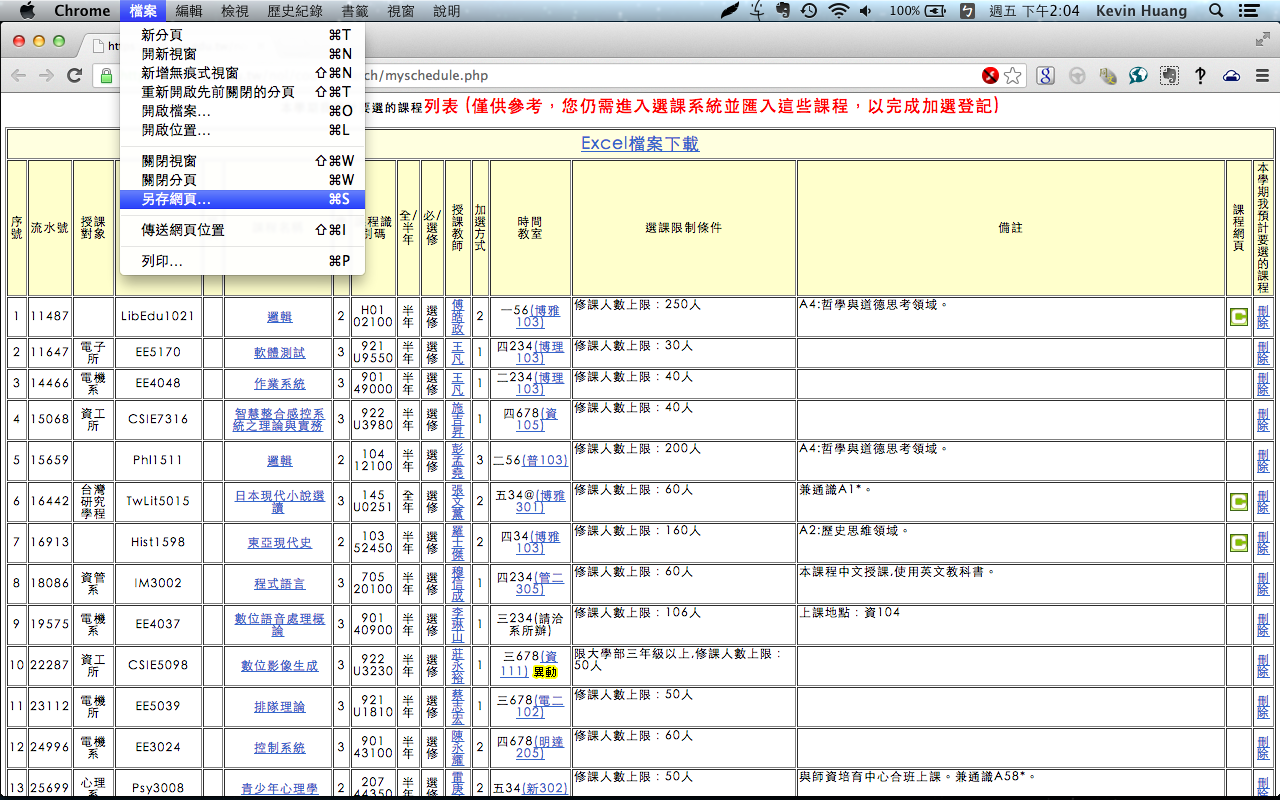 Chrome 檔案 編輯 檢視 歷史紀錄 書籤 視窗 說明 100% 週五 下午2:04 Kevin Huang
新分頁 ⌘T
開新視窗 ⌘N
新增無痕式視窗 ⇧⌘N
重新開啟先前關閉的分頁 ⇧⌘T
開啟檔案... ⌘O
開啟位置... ⌘L
關閉視窗 ⇧⌘W
關閉分頁 ⌘W
另存網頁... ⌘S
傳送網頁位置 ⇧⌘I
列印... ⌘P
ch/myschedule.php
要選的課程列表 (僅供參考，您仍需進入選課系統並匯入這些課程，以完成加選登記)
Excel檔案下載
序號 流水號 授課對象 全/半年 必/選修 授課教師 加選方式 時間教室 選課限制條件 備註 課程網頁 本學期我預計要選的課程
1 11487 LibEdu1021 邏輯 2 H01 02100 半年 選修 傅皓政 2 一56(博雅103) 修課人數上限：250人 A4:哲學與道德思考領域。 刪除
2 11647 電子所 EE5170 軟體測試 3 921 U9550 半年 選修 王凡 1 四234(博理103) 修課人數上限：30人 刪除
3 14466 電機系 EE4048 作業系統 3 901 49000 半年 選修 王凡 1 二234(博理103) 修課人數上限：40人 刪除
4 15068 資工所 CSIE7316 智慧整合感控系統之理論與實務 3 922 U3980 半年 選修 施吉昇 1 四678(資105) 修課人數上限：40人 刪除
5 15659 Phl1511 邏輯 2 104 12100 半年 選修 彭孟堯 3 二56(普103) 修課人數上限：200人 A4:哲學與道德思考領域。 刪除
6 16442 台灣研究學程 TwLit5015 日本現代小說選讀 3 145 U0251 全年 選修 張文薰 2 五34@(博雅301) 修課人數上限：60人 兼通識A1*。 刪除
7 16913 Hist1598 東亞現代史 2 103 52450 半年 選修 羅士傑 2 四34(博雅103) 修課人數上限：160人 A2:歷史思維領域。 刪除
8 18086 資管系 IM3002 程式語言 3 705 20100 半年 選修 1 四234(管二305) 修課人數上限：60人 本課程中文授課,使用英文教科書。 刪除
9 19575 電機系 EE4037 數位語音處理概論 3 901 40900 半年 選修 李琳山 1 三234(請洽系所辦) 修課人數上限：106人 上課地點：資104 刪除
10 22287 資工所 CSIE5098 數位影像生成 3 922 U3230 半年 選修 莊永裕 1 三678(資111) 異動 限大學部三年級以上,修課人數上限：50人 刪除
11 23112 電機所 EE5039 排隊理論 3 921 U1810 半年 選修 蔡志宏 1 三678(電二102) 修課人數上限：50人 刪除
12 24996 電機系 EE3024 控制系統 3 901 43100 半年 選修 陳永耀 2 四678(明達205) 修課人數上限：60人 刪除
13 25699 心理系 Psy3008 青少年心理學 2 207 44350 半年 選修 雷庚 2 五34(新302) 修課人數上限：50人 與師資培育中心合班上課。兼通識A58*。 刪除